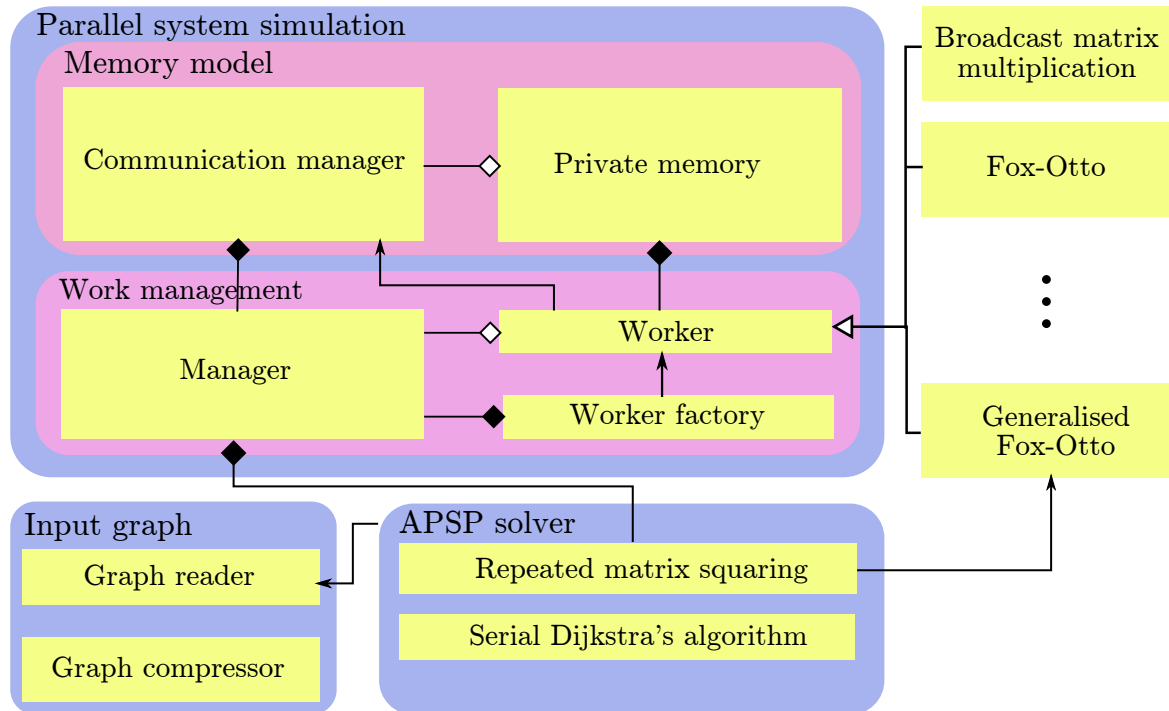 Parallel system simulation
Memory model
Communication manager
Private memory
Work management
Manager
Worker
Worker factory
Broadcast matrix
multiplication
Fox-Otto
Generalised
Fox-Otto
Input graph
Graph reader
Graph compressor
APSP solver
Repeated matrix squaring
Serial Dijkstra's algorithm